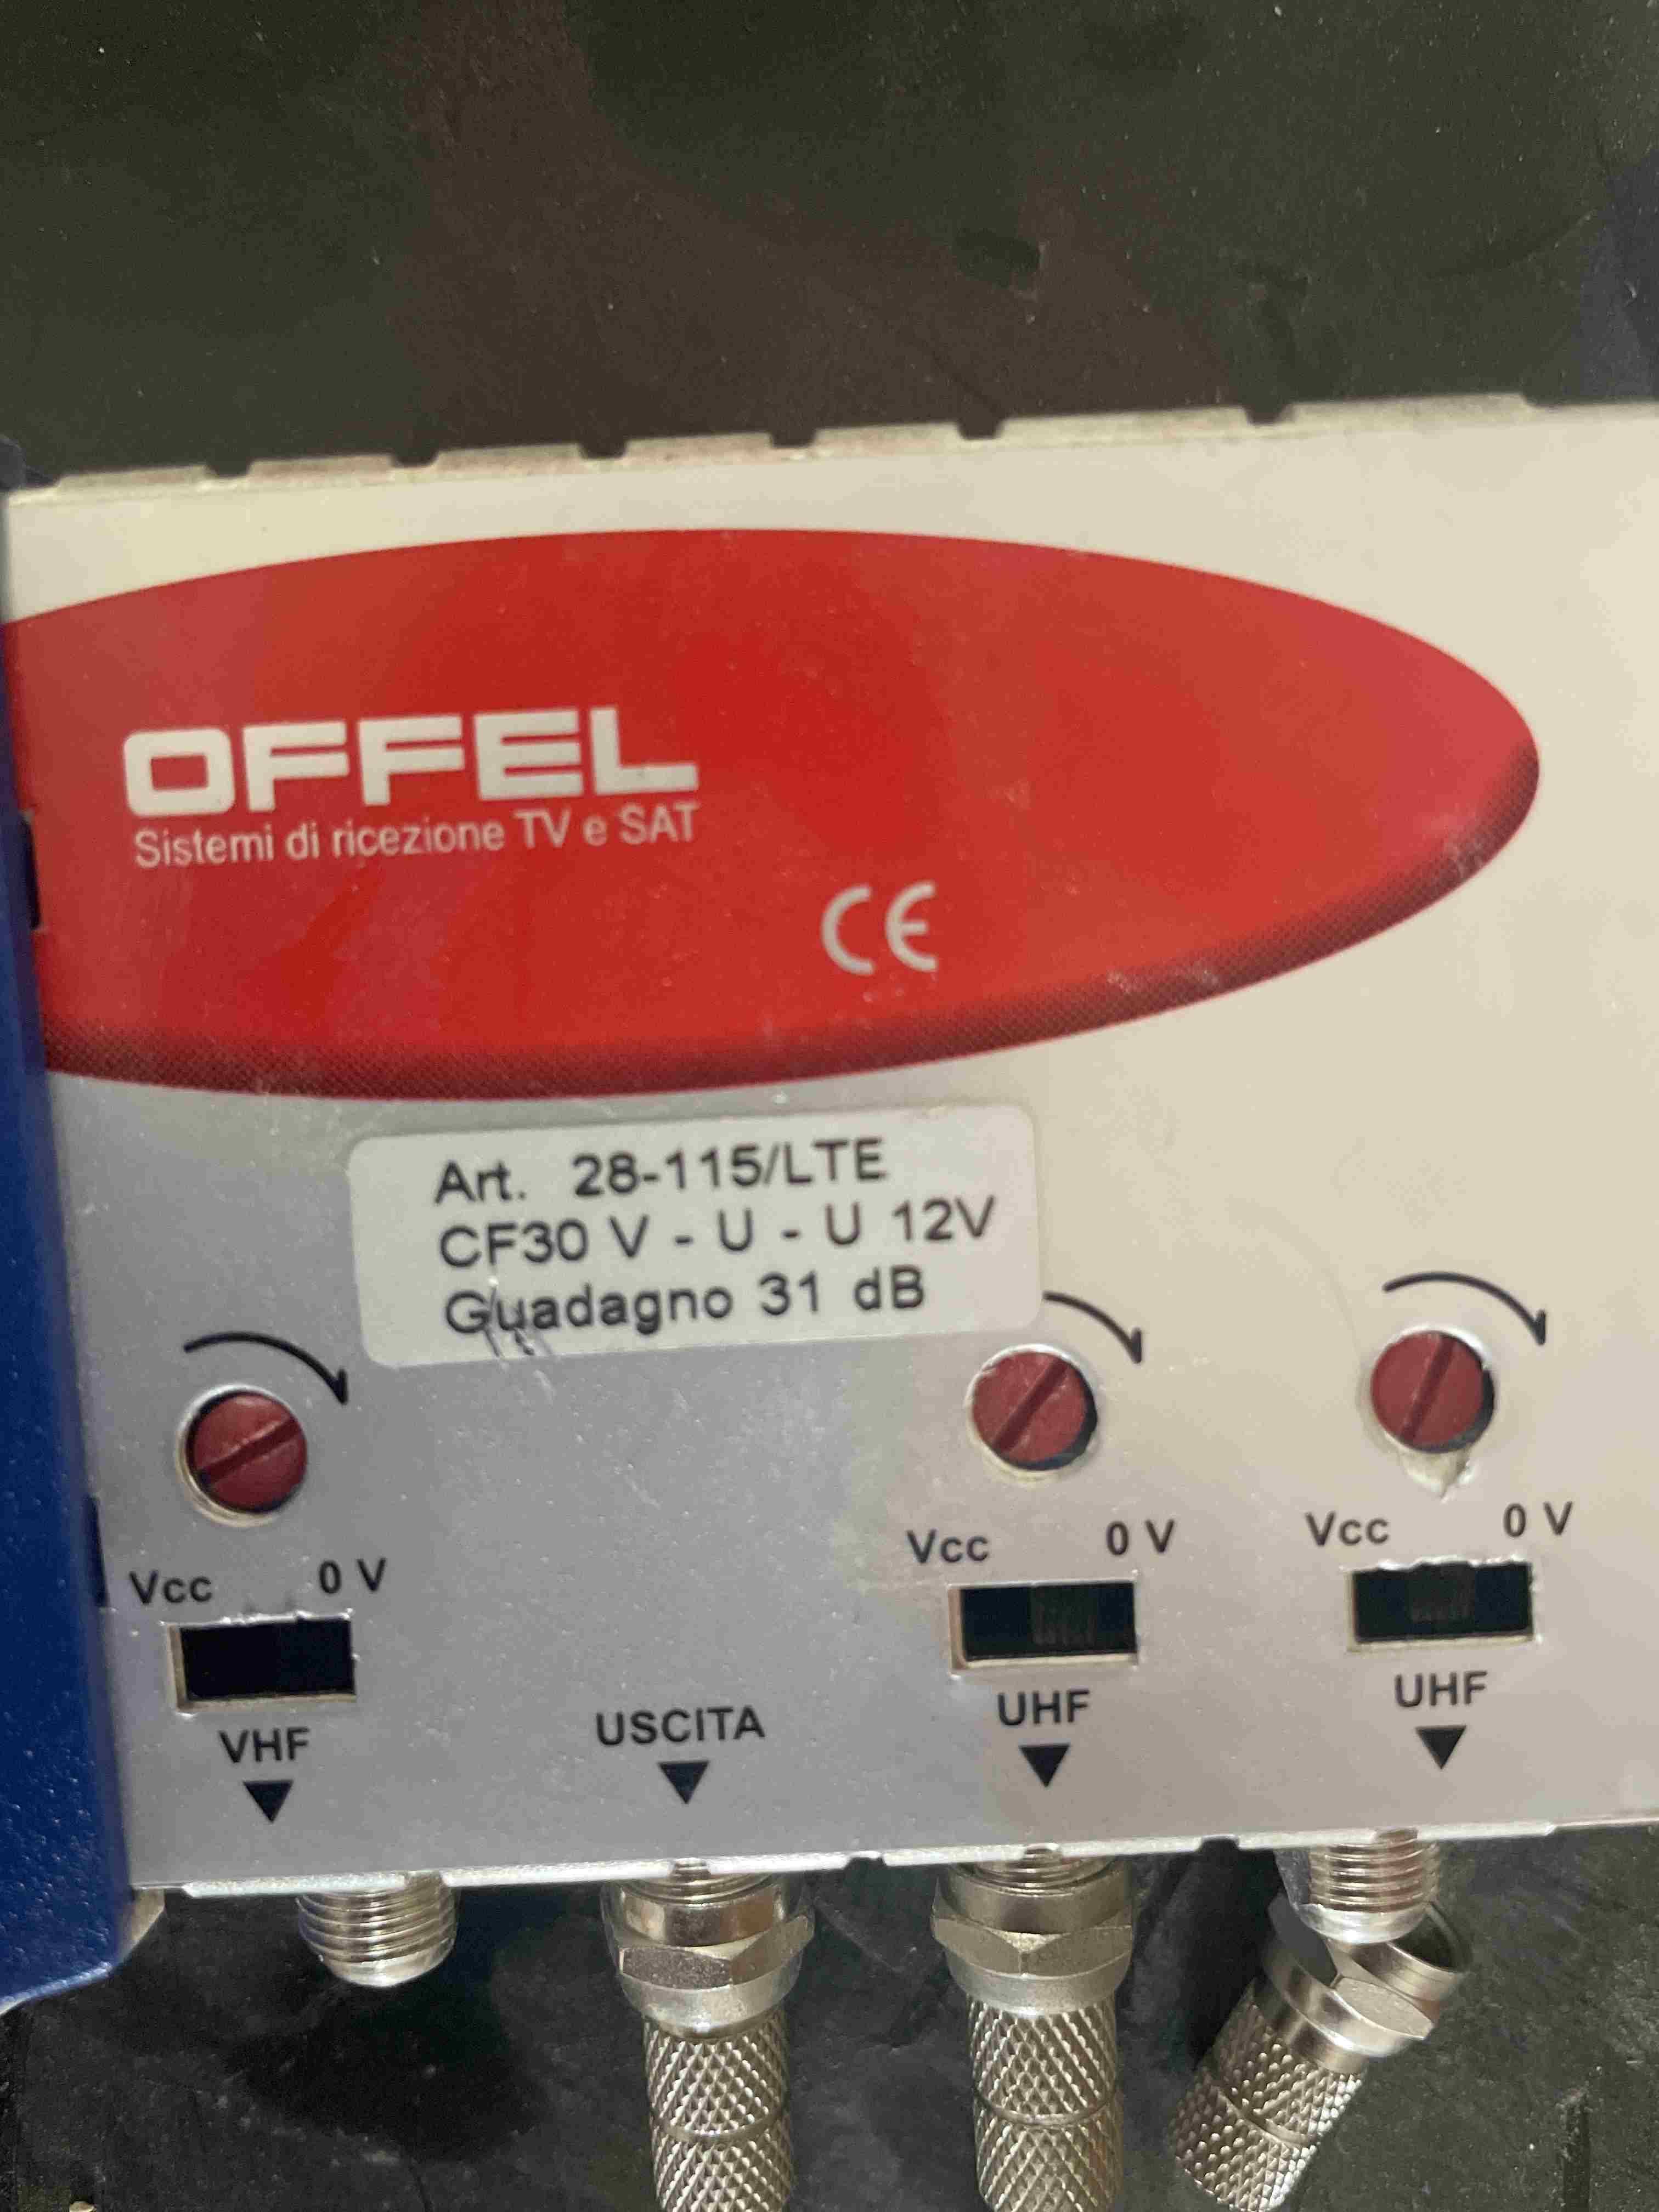 OFFEL
Sistemi di ricezione TV e SAT
CE
Art. 28-115/LTE
CF30 V - U - U 12V
Guadagno 31 dB
Vcc 0 V
Vcc 0 V
Vcc 0 V
VHF
USCITA
UHF
UHF